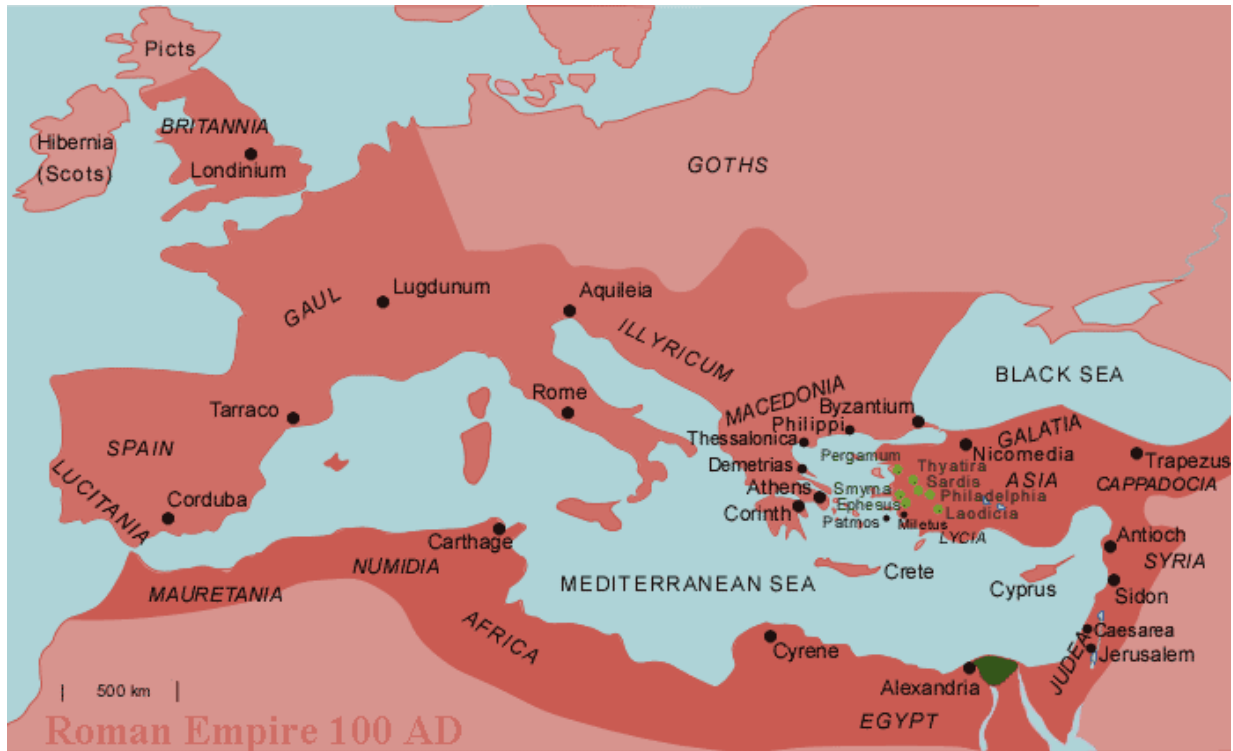 Picts
Hibernia
(Scots)
BRITANNIA
Londinium
GOTHS
GAUL
Lugdunum
Aquileia
ILLYRICUM
BLACK SEA
Rome
Tarraco
SPAIN
LUCITANIA
Corduba
MACEDONIA
Byzantium
Philippi
Thessalonica
GALATIA
Nicomedia
Pergamum
Demetrias
Thyatira
Sardis
ASIA
Trapezus
CAPPADOCIA
Athens
Smyrna
Philadelphia
Ephesus
Corinth
Laodicia
Patmos
Miletus
LYCIA
Carthage
NUMIDIA
MAURETANIA
MEDITERRANEAN SEA
Crete
Cyprus
Antioch
SYRIA
Sidon
AFRICA
Cyrene
Caesarea
JUDEA
Jerusalem
Alexandria
EGYPT
500 km
Roman Empire 100 AD